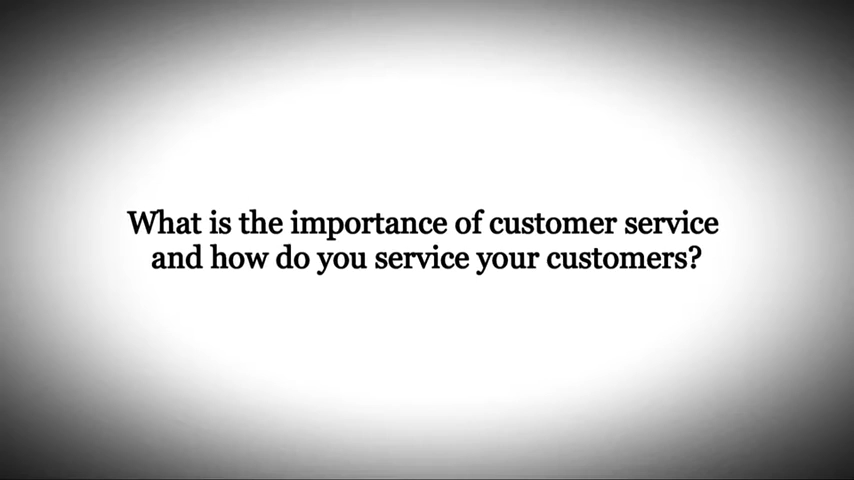 What is the importance of customer service
and how do you service your customers?